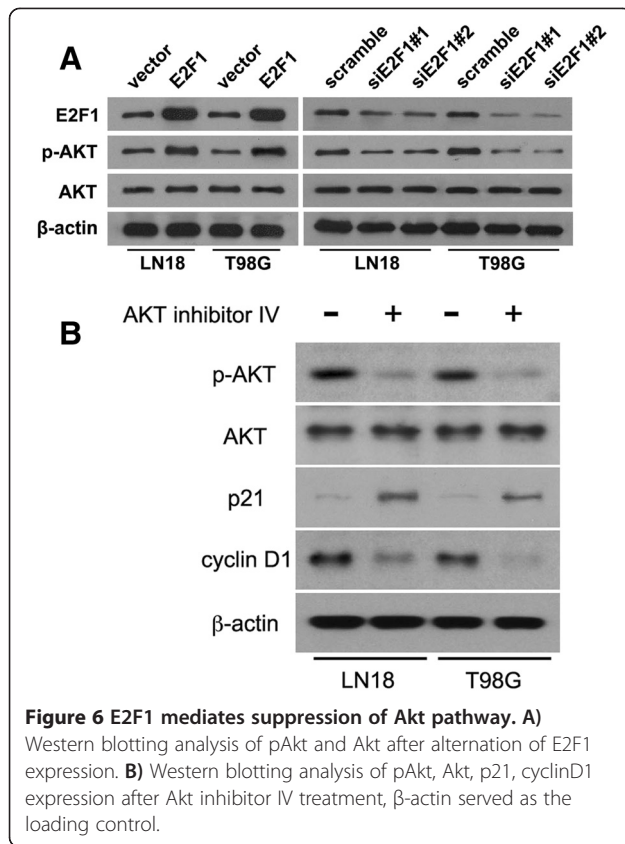 A
vector E2F1 vector E2F1 scramble siE2F1#1 siE2F1#2 scramble siE2F1#1 siE2F1#2
E2F1
p-AKT
AKT
β-actin
LN18 T98G LN18 T98G
B
AKT inhibitor IV - + - +
p-AKT
AKT
p21
cyclin D1
β-actin
LN18 T98G
Figure 6 E2F1 mediates suppression of Akt pathway. A)
Western blotting analysis of pAkt and Akt after alternation of E2F1
expression. B) Western blotting analysis of pAkt, Akt, p21, cyclinD1
expression after Akt inhibitor IV treatment, β-actin served as the
loading control.